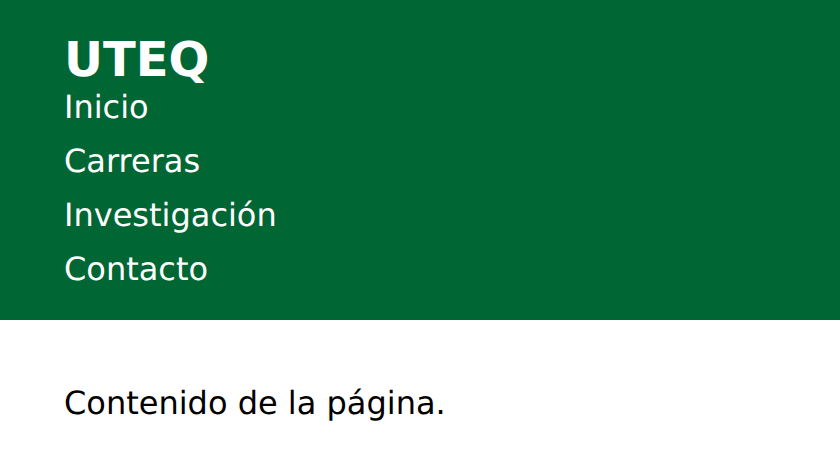 UTEQ
Inicio
Carreras
Investigación
Contacto
Contenido de la página.